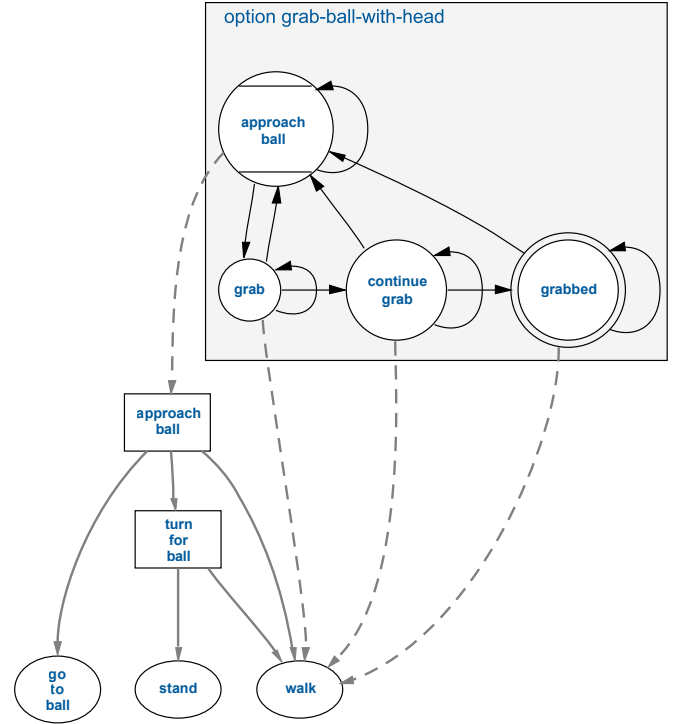 option grab-ball-with-head
approach
ball
grab
continue
grab
grabbed
approach
ball
turn
for
ball
go
to
ball
stand
walk